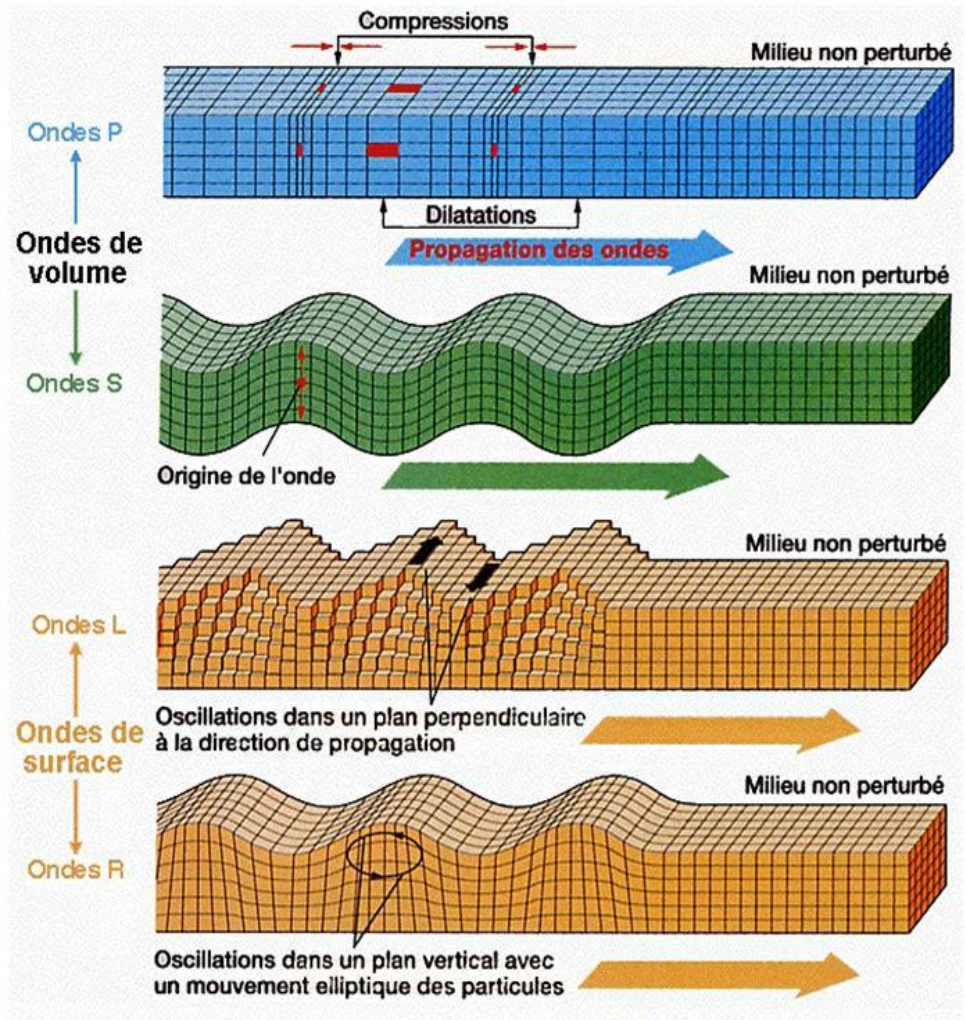 Compressions
Milieu non perturbé
Ondes P
Dilatations
Ondes de
volume
Propagation des ondes
Milieu non perturbé
Ondes S
Origine de l'onde
Milieu non perturbé
Ondes L
Oscillations dans un plan perpendiculaire
à la direction de propagation
Ondes de
surface
Milieu non perturbé
Ondes R
Oscillations dans un plan vertical avec
un mouvement elliptique des particules